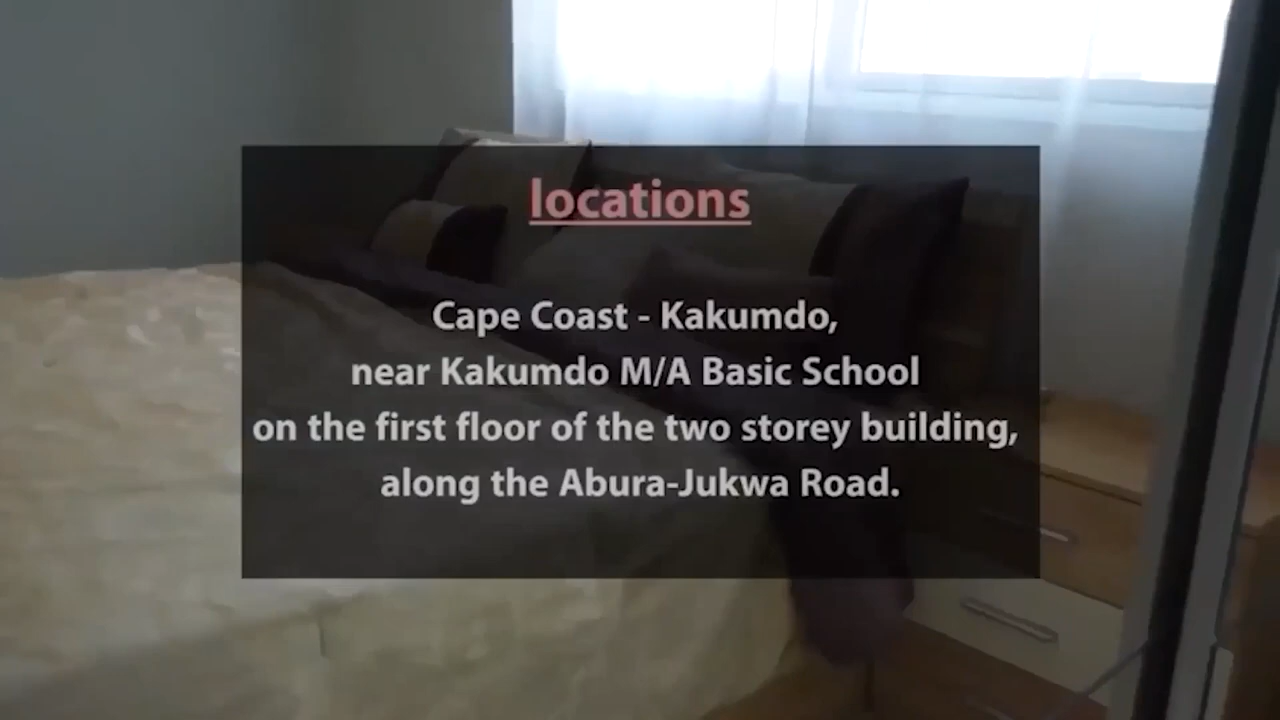 locations
Cape Coast - Kakumdo,
near Kakumdo M/A Basic School
on the first floor of the two storey building,
along the Abura-Jukwa Road.